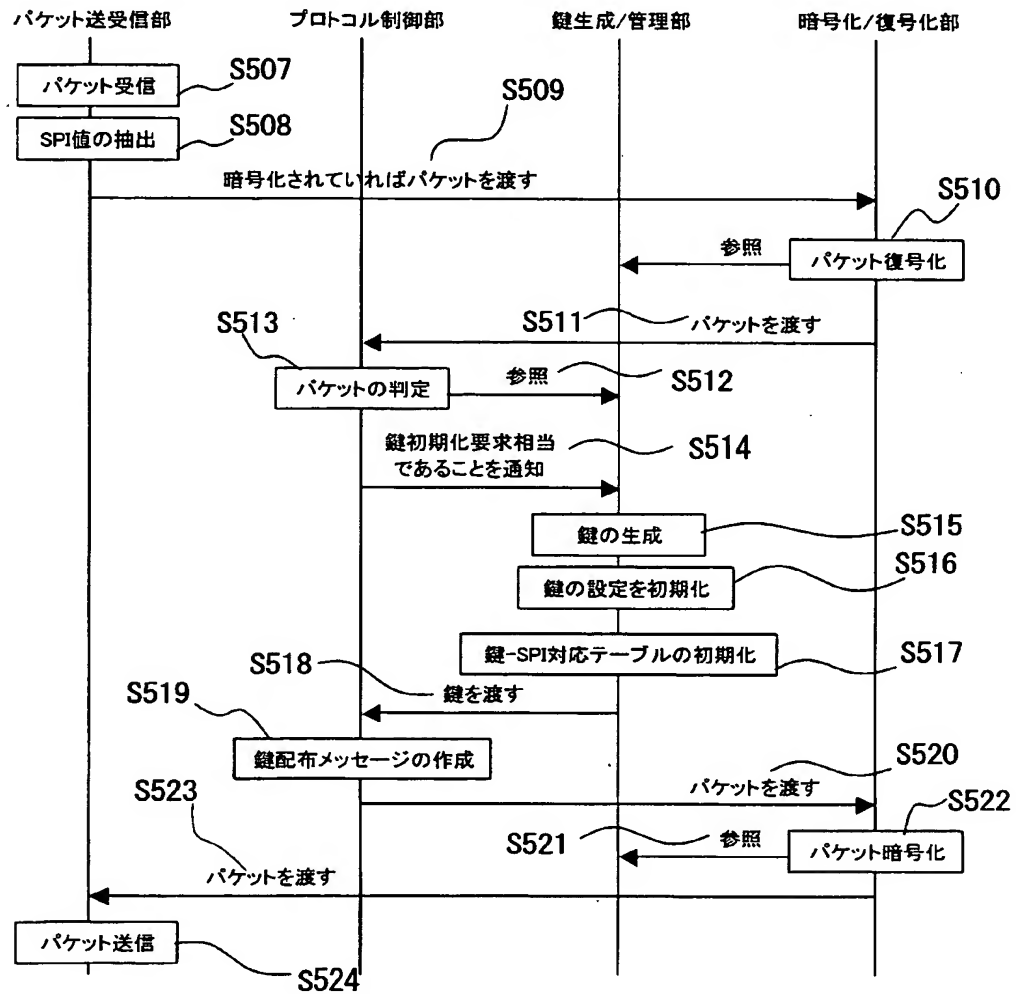 パケット送受信部
プロトコル制御部
鍵生成/管理部
暗号化/復号化部
パケット受信
S507
SPI値の抽出
S508
S509
暗号化されていればパケットを渡す
S510
参照
パケット復号化
S511
パケットを渡す
S513
パケットの判定
参照
S512
鍵初期化要求相当
であることを通知
S514
鍵の生成
S515
鍵の設定を初期化
S516
鍵-SPI対応テーブルの初期化
S517
S518
鍵を渡す
S519
鍵配布メッセージの作成
S520
パケットを渡す
S522
S521
参照
パケット暗号化
S523
パケットを渡す
パケット送信
S524